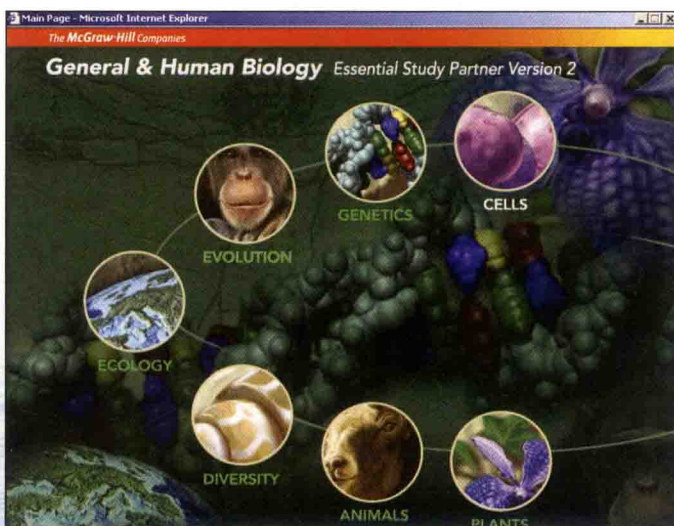 Main Page - Microsoft Internet Explorer
The McGraw-Hill Companies
General & Human Biology Essential Study Partner Version 2
GENETICS
CELLS
EVOLUTION
ECOLOGY
DIVERSITY
ANIMALS
PLANTS